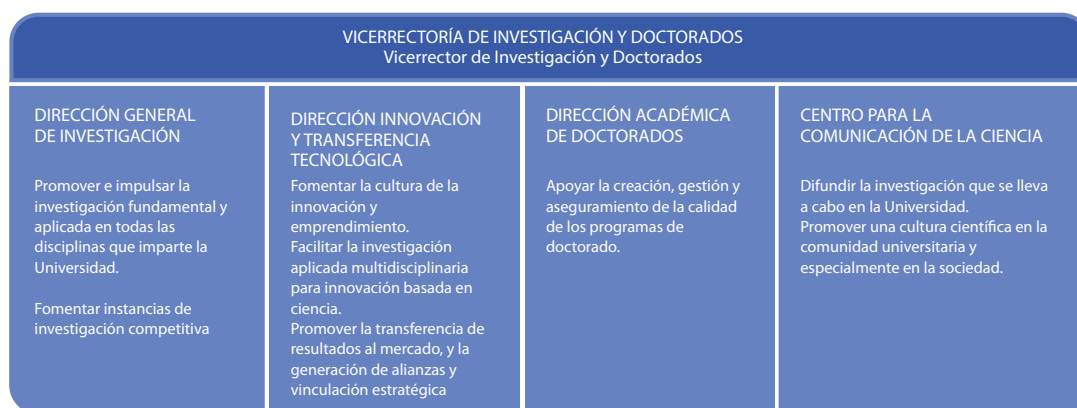 VICERRECTORÍA DE INVESTIGACIÓN Y DOCTORADOS
Vicerrector de Investigación y Doctorados
DIRECCIÓN GENERAL
DE INVESTIGACIÓN
Promover e impulsar la
investigación fundamental y
aplicada en todas las
disciplinas que imparte la
Universidad.
Fomentar instancias de
investigación competitiva
DIRECCIÓN INNOVACIÓN
Y TRANSFERENCIA
TECNOLÓGICA
Fomentar la cultura de la
innovación y
emprendimiento.
Facilitar la investigación
aplicada multidisciplinaria
para innovación basada en
ciencia.
Promover la transferencia de
resultados al mercado, y la
generación de alianzas y
vinculación estratégica
DIRECCIÓN ACADÉMICA
DE DOCTORADOS
Apoyar la creación, gestión y
aseguramiento de la calidad
de los programas de
doctorado.
CENTRO PARA LA
COMUNICACIÓN DE LA CIENCIA
Difundir la investigación que se lleva
a cabo en la Universidad.
Promover una cultura científica en la
comunidad universitaria y
especialmente en la sociedad.